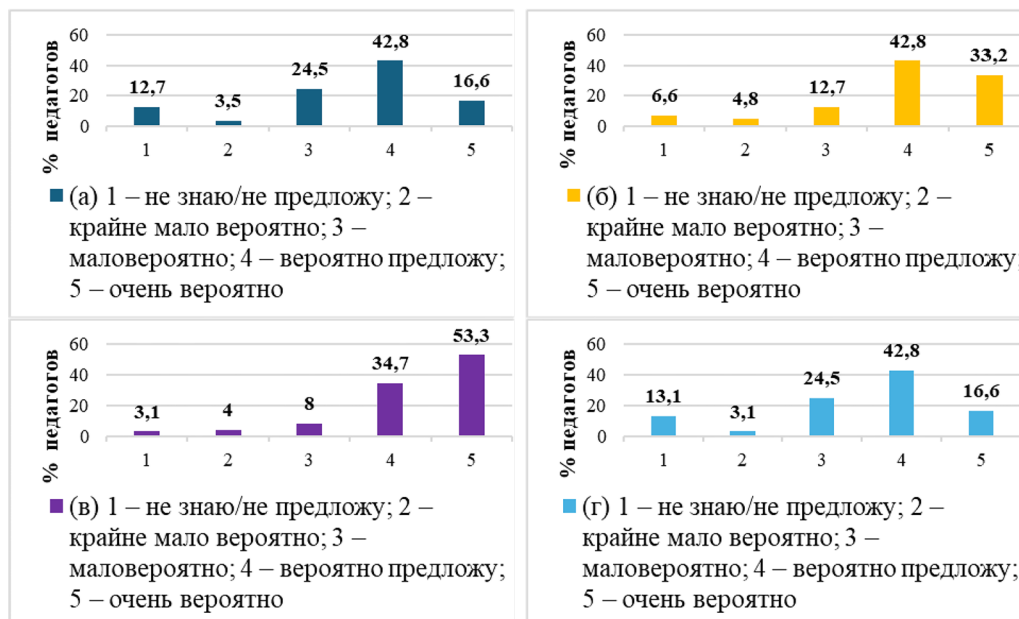 % педагогов
60
40
20
0
12,7
3,5
24,5
42,8
16,6
1 2 3 4 5
(а) 1 – не знаю/не предложу; 2 –
крайне мало вероятно; 3 –
маловероятно; 4 – вероятно предложу;
5 – очень вероятно
% педагогов
60
40
20
0
6,6
4,8
12,7
42,8
33,2
1 2 3 4 5
(б) 1 – не знаю/не предложу; 2 –
крайне мало вероятно; 3 –
маловероятно; 4 – вероятно предложу;
5 – очень вероятно
% педагогов
60
40
20
0
3,1
4
8
34,7
53,3
1 2 3 4 5
(в) 1 – не знаю/не предложу; 2 –
крайне мало вероятно; 3 –
маловероятно; 4 – вероятно предложу;
5 – очень вероятно
% педагогов
60
40
20
0
13,1
3,1
24,5
42,8
16,6
1 2 3 4 5
(г) 1 – не знаю/не предложу; 2 –
крайне мало вероятно; 3 –
маловероятно; 4 – вероятно предложу;
5 – очень вероятно